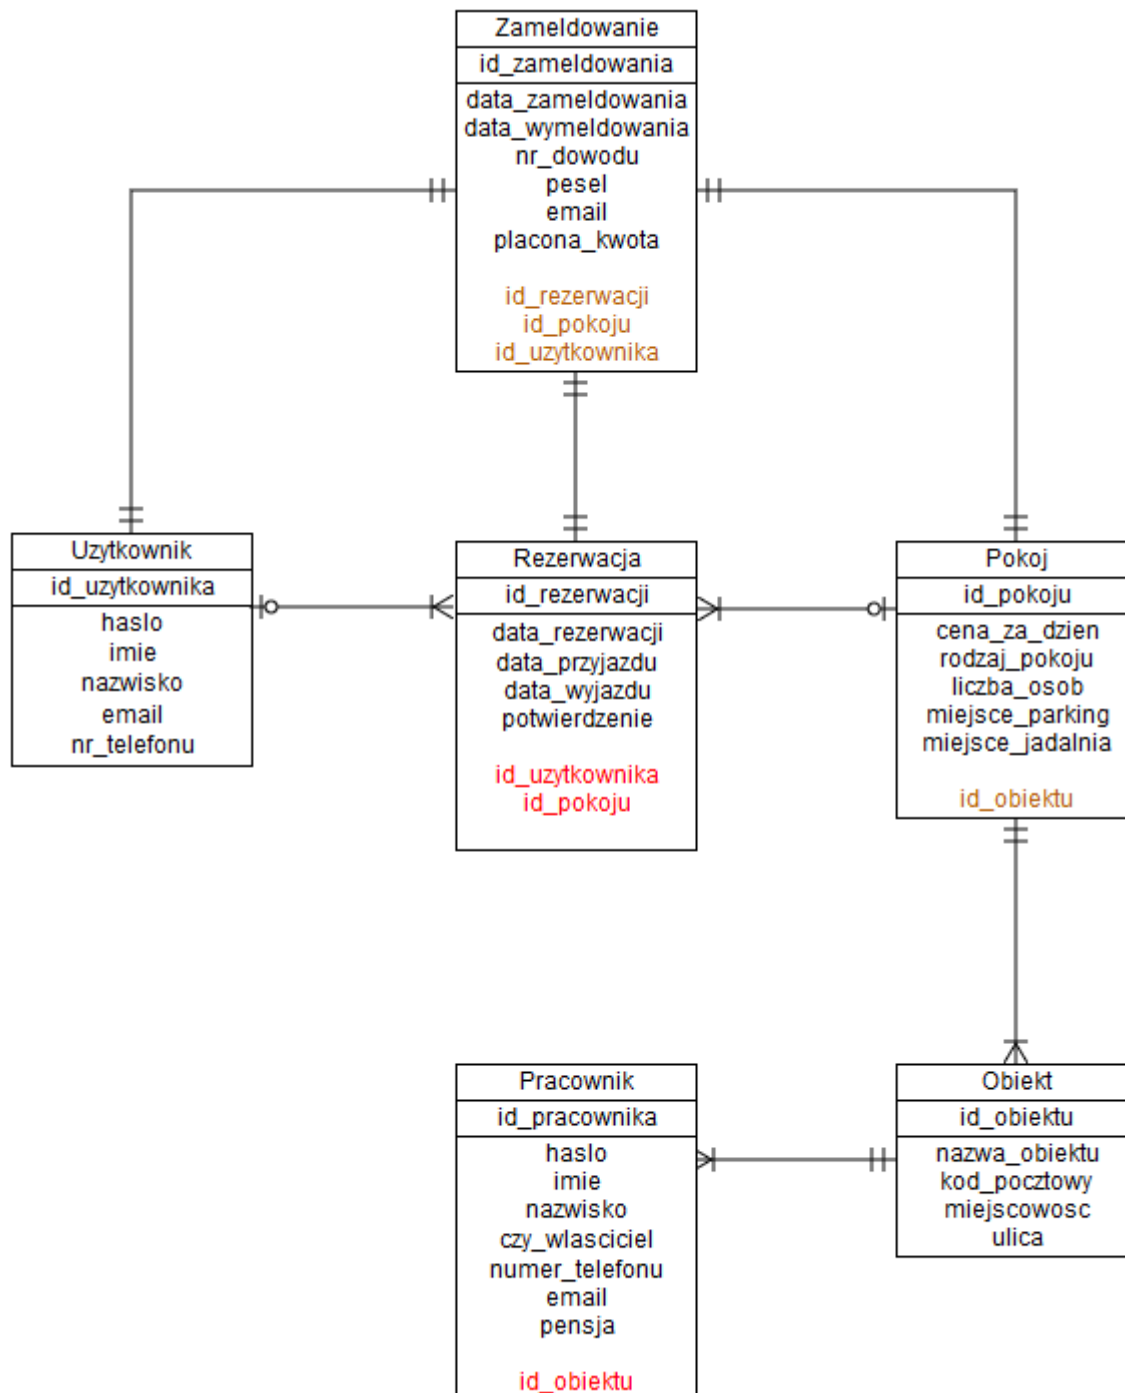 Zameldowanie
id_zameldowania
data_zameldowania
data_wymeldowania
nr_dowodu
pesel
email
placona_kwota
id_rezerwacji
id_pokoju
id_uzytkownika
Uzytkownik
id_uzytkownika
haslo
imie
nazwisko
email
nr_telefonu
Rezerwacja
id_rezerwacji
data_rezerwacji
data_przyjazdu
data_wyjazdu
potwierdzenie
id_uzytkownika
id_pokoju
Pokoj
id_pokoju
cena_za_dzien
rodzaj_pokoju
liczba_osob
miejsce_parking
miejsce_jadalnia
id_obiektu
Pracownik
id_pracownika
haslo
imie
nazwisko
czy_wlasciciel
numer_telefonu
email
pensja
id_obiektu
Obiekt
id_obiektu
nazwa_obiektu
kod_pocztowy
miejscowosc
ulica